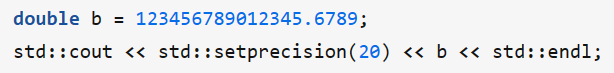 double b = 123456789012345.6789;
std::cout << std::setprecision(20) << b << std::endl;